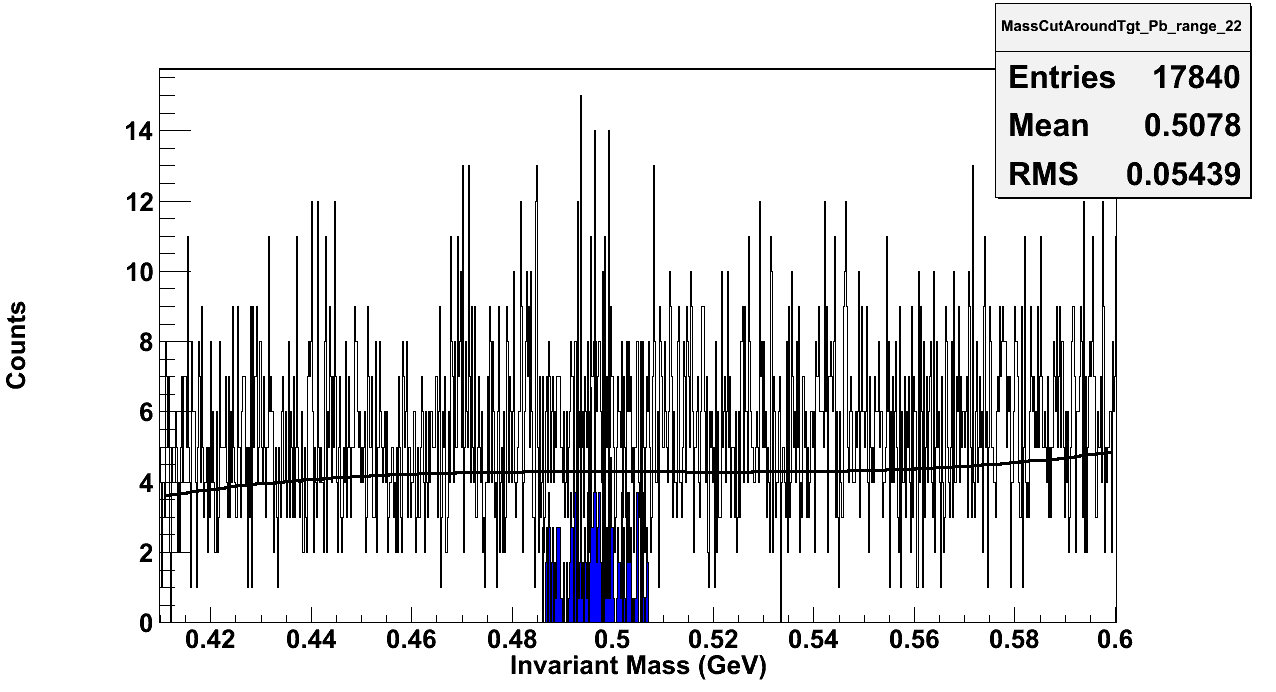 MassCutAroundTgt_Pb_range_22
Entries 17840
Mean 0.5078
RMS 0.05439
Counts
14
12
10
8
6
4
2
0
0.42 0.44 0.46 0.48 0.5 0.52 0.54 0.56 0.58 0.6
Invariant Mass (GeV)